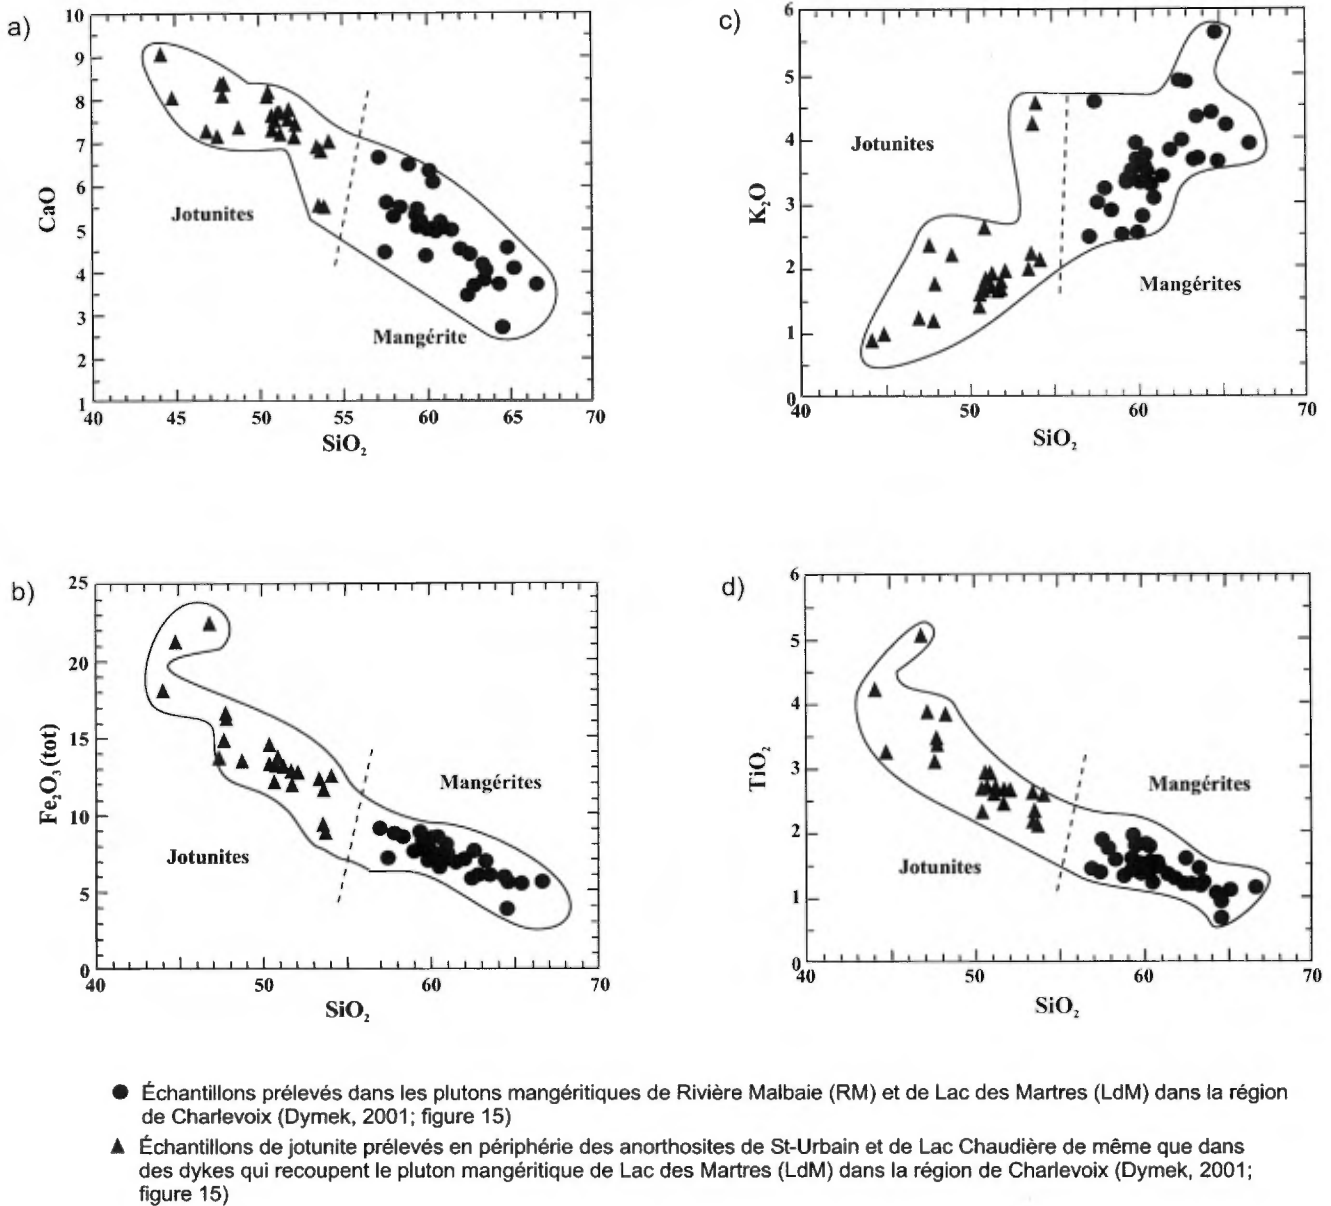 a)
10
9
8
7
6
5
4
3
2
1
CaO
Jotunites
Mangérite
40 45 50 55 60 65 70
SiO₂
c)
6
5
4
3
2
1
0
K₂O
Jotunites
Mangérites
40 50 60 70
SiO₂
b)
25
20
15
10
5
0
Fe₂O₃(tot)
Mangérites
Jotunites
40 50 60 70
SiO₂
d)
6
5
4
3
2
1
0
TiO₂
Mangérites
Jotunites
40 50 60 70
SiO₂
Échantillons prélevés dans les plutons mangéritiques de Rivière Malbaie (RM) et de Lac des Martres (LdM) dans la région
de Charlevoix (Dymek, 2001; figure 15)
Échantillons de jotunite prélevés en périphérie des anorthosites de St-Urbain et de Lac Chaudière de même que dans
des dykes qui recoupent le pluton mangéritique de Lac des Martres (LdM) dans la région de Charlevoix (Dymek, 2001;
figure 15)